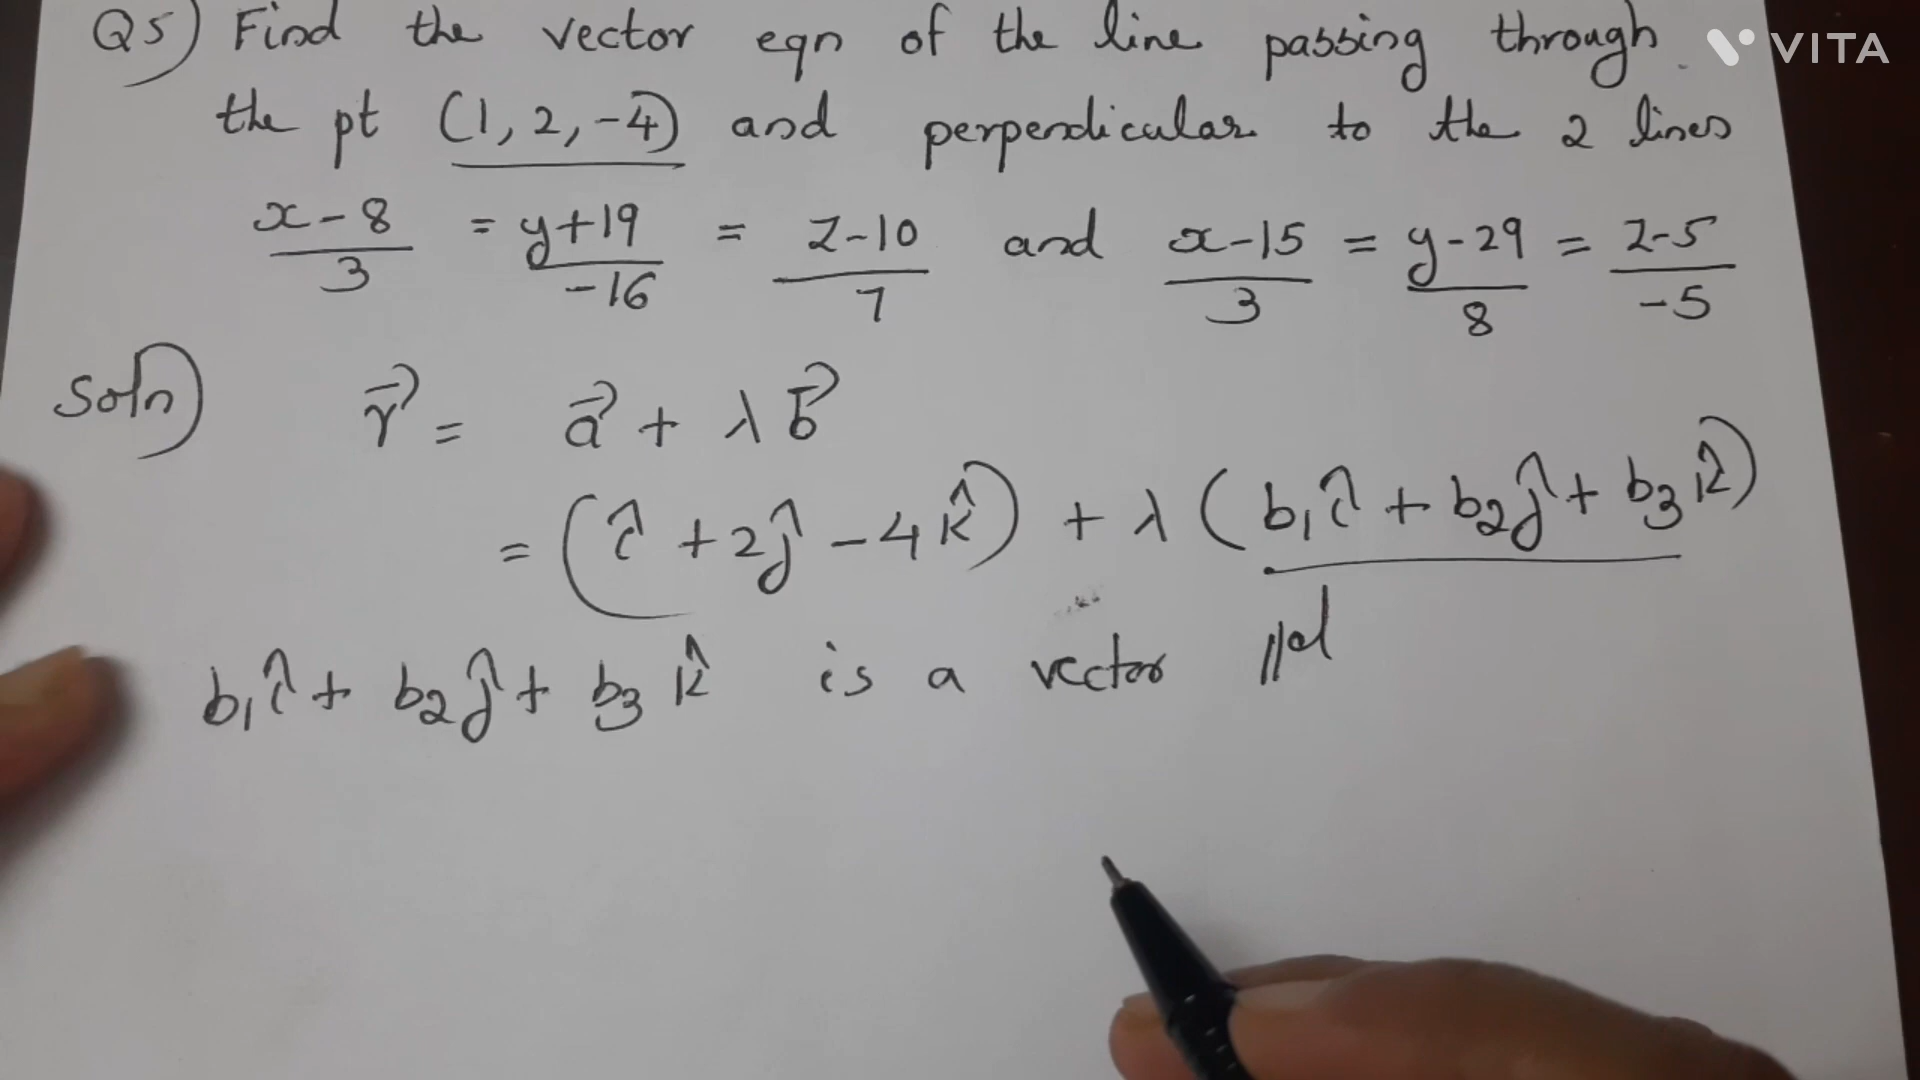 Q5) Find the vector eqn of the line passing through
the pt (1, 2, -4) and perpendicular to the 2 lines
x-8/3 = y+19/-16 = z-10/7 and x-15/3 = y-29/8 = z-5/-5
Soln) r⃗ = a⃗ + λ b⃗
= (î + 2ĵ - 4k̂) + λ (b₁î + b₂ĵ + b₃k̂)
b₁î + b₂ĵ + b₃k̂ is a vector ||el
VITA